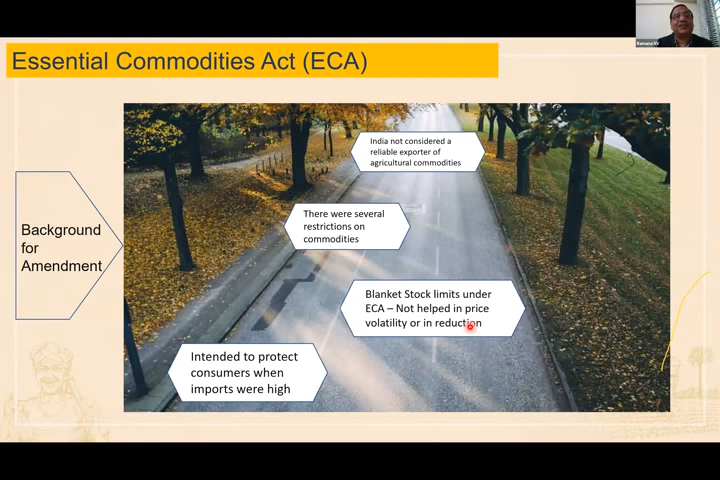 Essential Commodities Act (ECA)
India not considered a
reliable exporter of
agricultural commodities
There were several
restrictions on
commodities
Background
for
Amendment
Blanket Stock limits under
ECA – Not helped in price
volatility or in reduction
Intended to protect
consumers when
imports were high